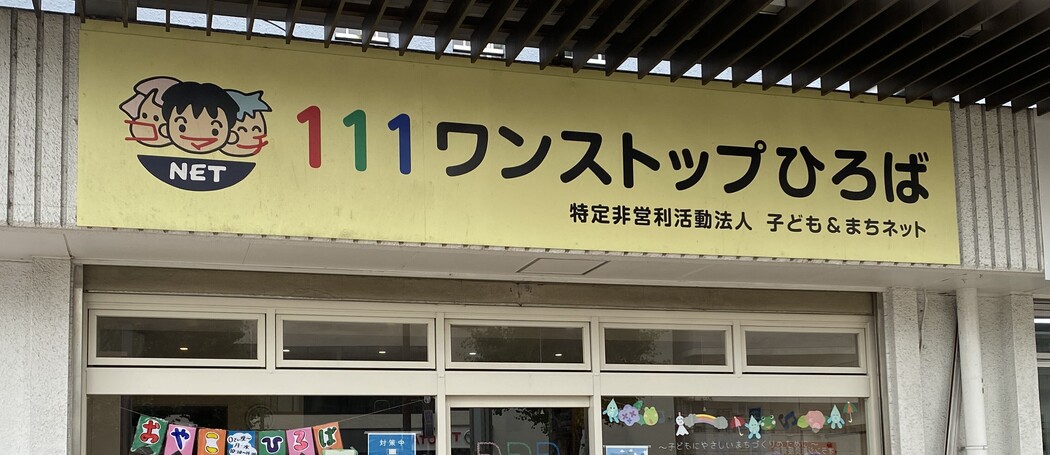 111ワンストップひろば
NET
特定非営利活動法人 子ども&まちネット
おやこひろば
対策中
～子どもにやさしいまちづくりのために～